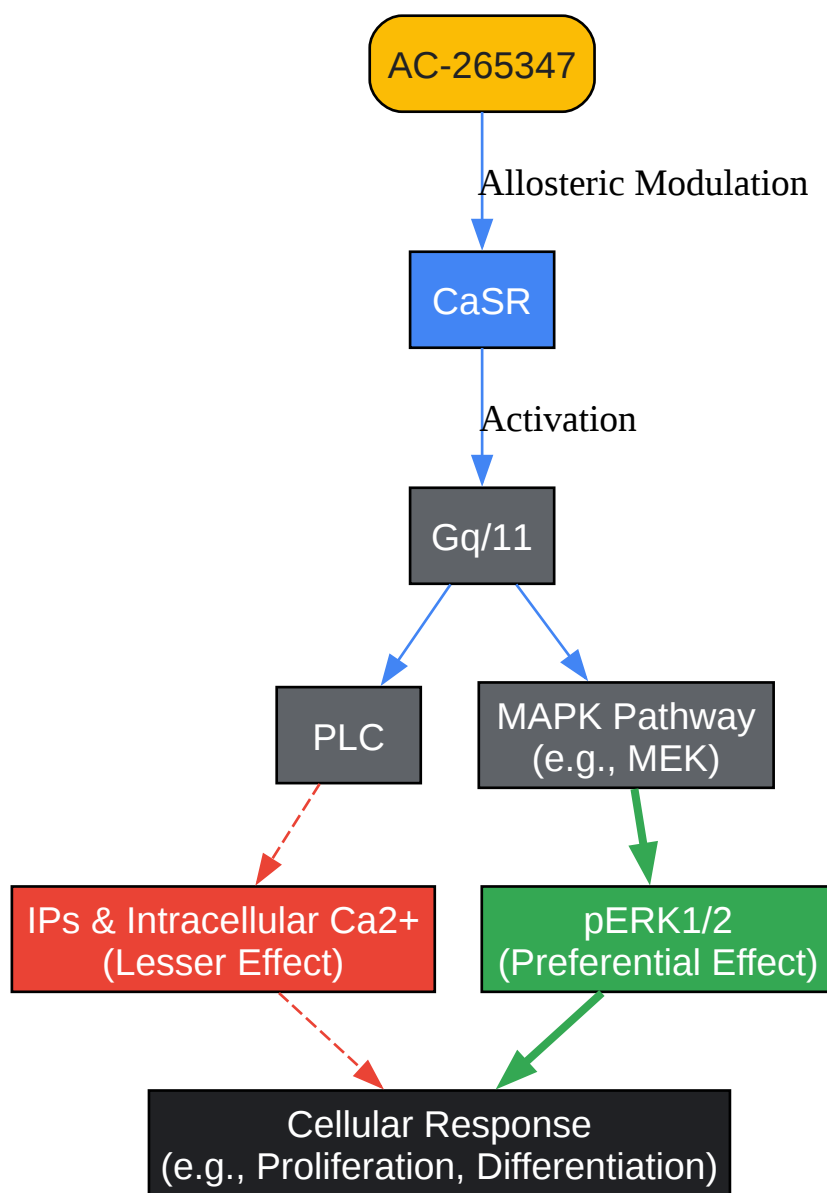 AC-265347
Allosteric Modulation
CaSR
Activation
Gq/11
PLC
MAPK Pathway
(e.g., MEK)
IPs & Intracellular Ca2+
(Lesser Effect)
pERK1/2
(Preferential Effect)
Cellular Response
(e.g., Proliferation, Differentiation)